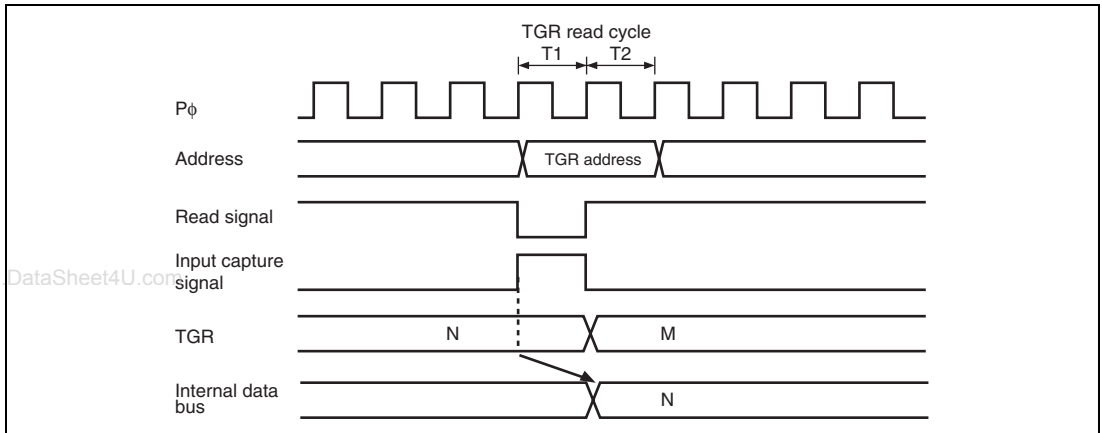 TGR read cycle
T1 T2
Pϕ
Address
TGR address
Read signal
Input capture
signal
.DataSheet4U.com
TGR
N
M
Internal data
bus
N